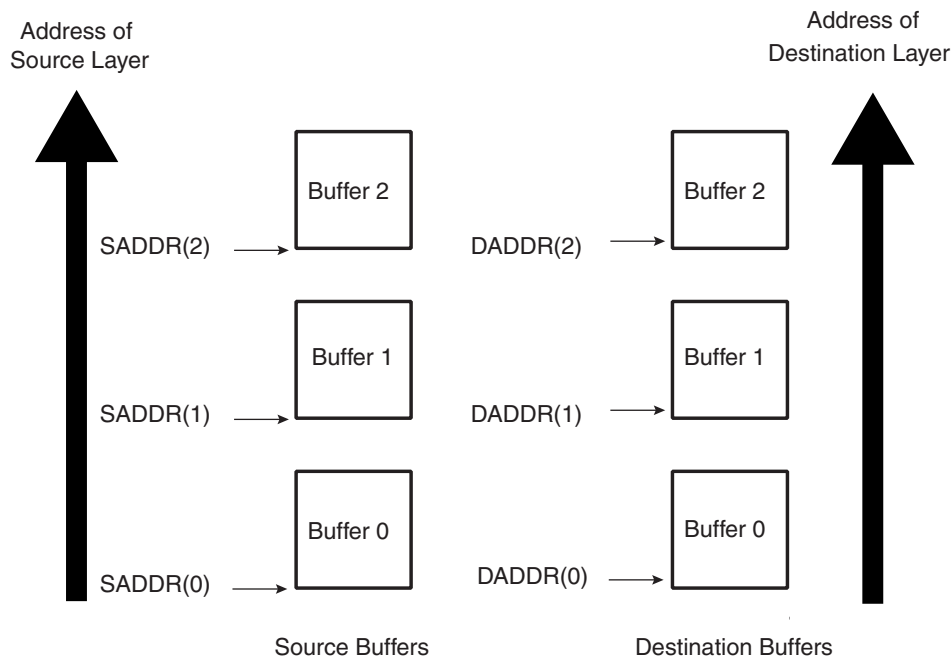 Address of
Source Layer
Address of
Destination Layer
Buffer 2
Buffer 2
SADDR(2)
DADDR(2)
Buffer 1
Buffer 1
SADDR(1)
DADDR(1)
Buffer 0
Buffer 0
SADDR(0)
DADDR(0)
Source Buffers
Destination Buffers